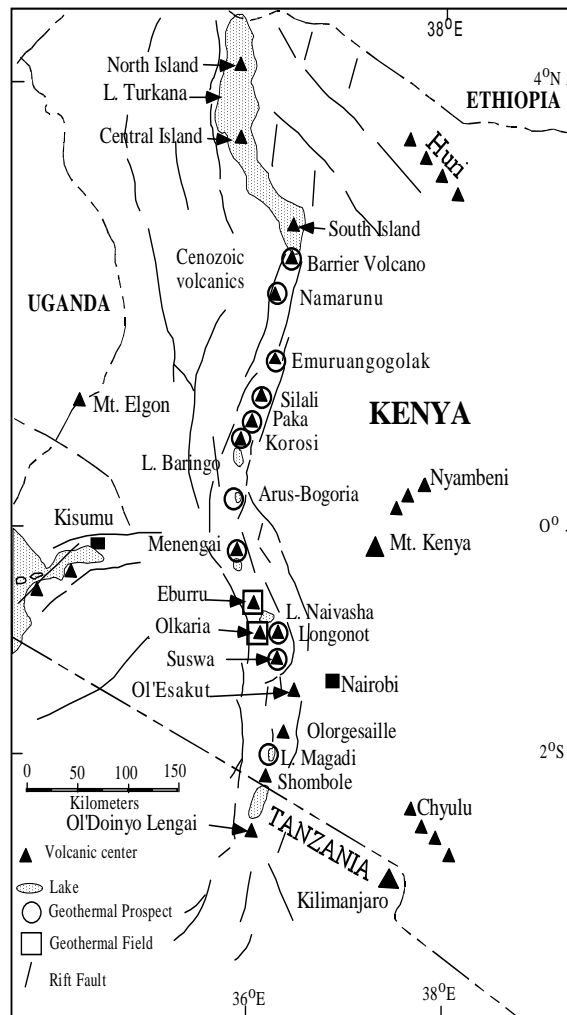 38°E
North Island
4°N
L. Turkana
ETHIOPIA
Central Island
Huri
South Island
Cenozoic
volcanics
Barrier Volcano
UGANDA
Namarunu
Emuruangogolak
Mt. Elgon
Silali
KENYA
Paka
Korosi
L. Baringo
Nyambeni
Arus-Bogoria
Kisumu
0°
Menengai
Mt. Kenya
Eburru
L. Naivasha
Olkaria
Longonot
Suswa
Nairobi
Ol'Esakut
Olorgesaille
L. Magadi
2°S
Shombole
0 50 100 150
Kilometers
Chyulu
Ol'Doinyo Lengai
TANZANIA
Volcanic center
Kilimanjaro
Lake
Geothermal Prospect
Geothermal Field
Rift Fault
36°E
38°E